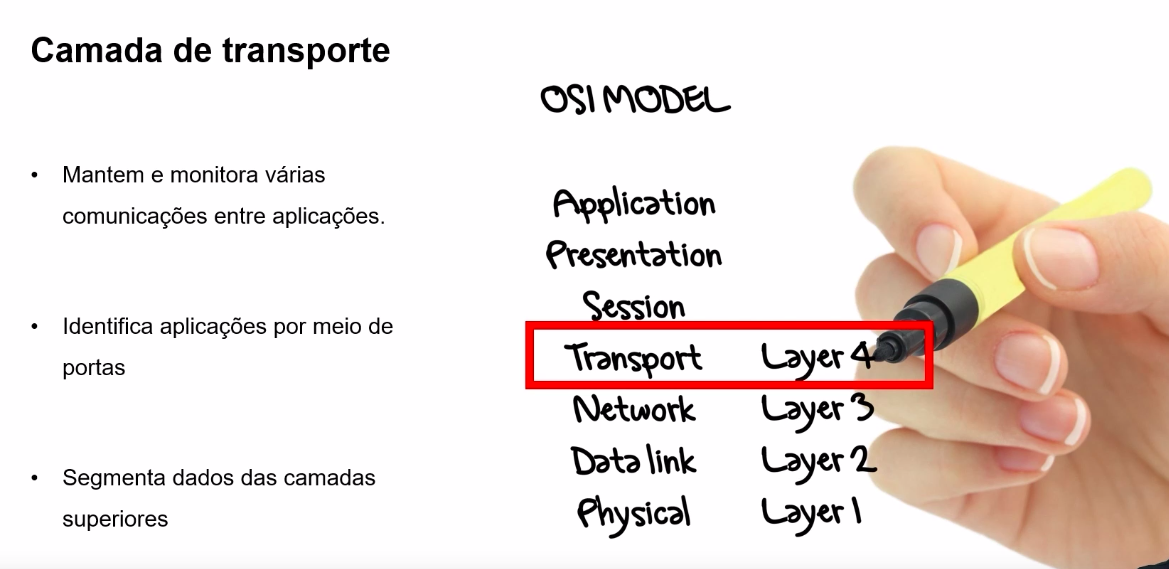 Camada de transporte
• Mantem e monitora várias
comunicações entre aplicações.
• Identifica aplicações por meio de
portas
• Segmenta dados das camadas
superiores
OSI MODEL
Application
Presentation
Session
Transport Layer 4
Network Layer 3
Data link Layer 2
Physical Layer 1